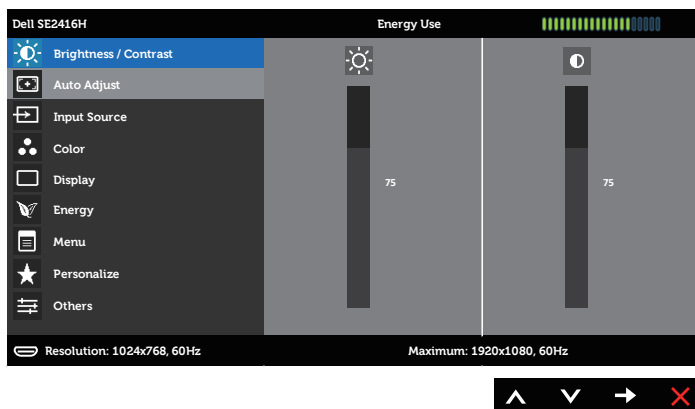 Dell SE2416H Energy Use
Brightness / Contrast
Auto Adjust
Input Source
Color
Display
75 75
Energy
Menu
Personalize
Others
Resolution: 1024x768, 60Hz Maximum: 1920x1080, 60Hz